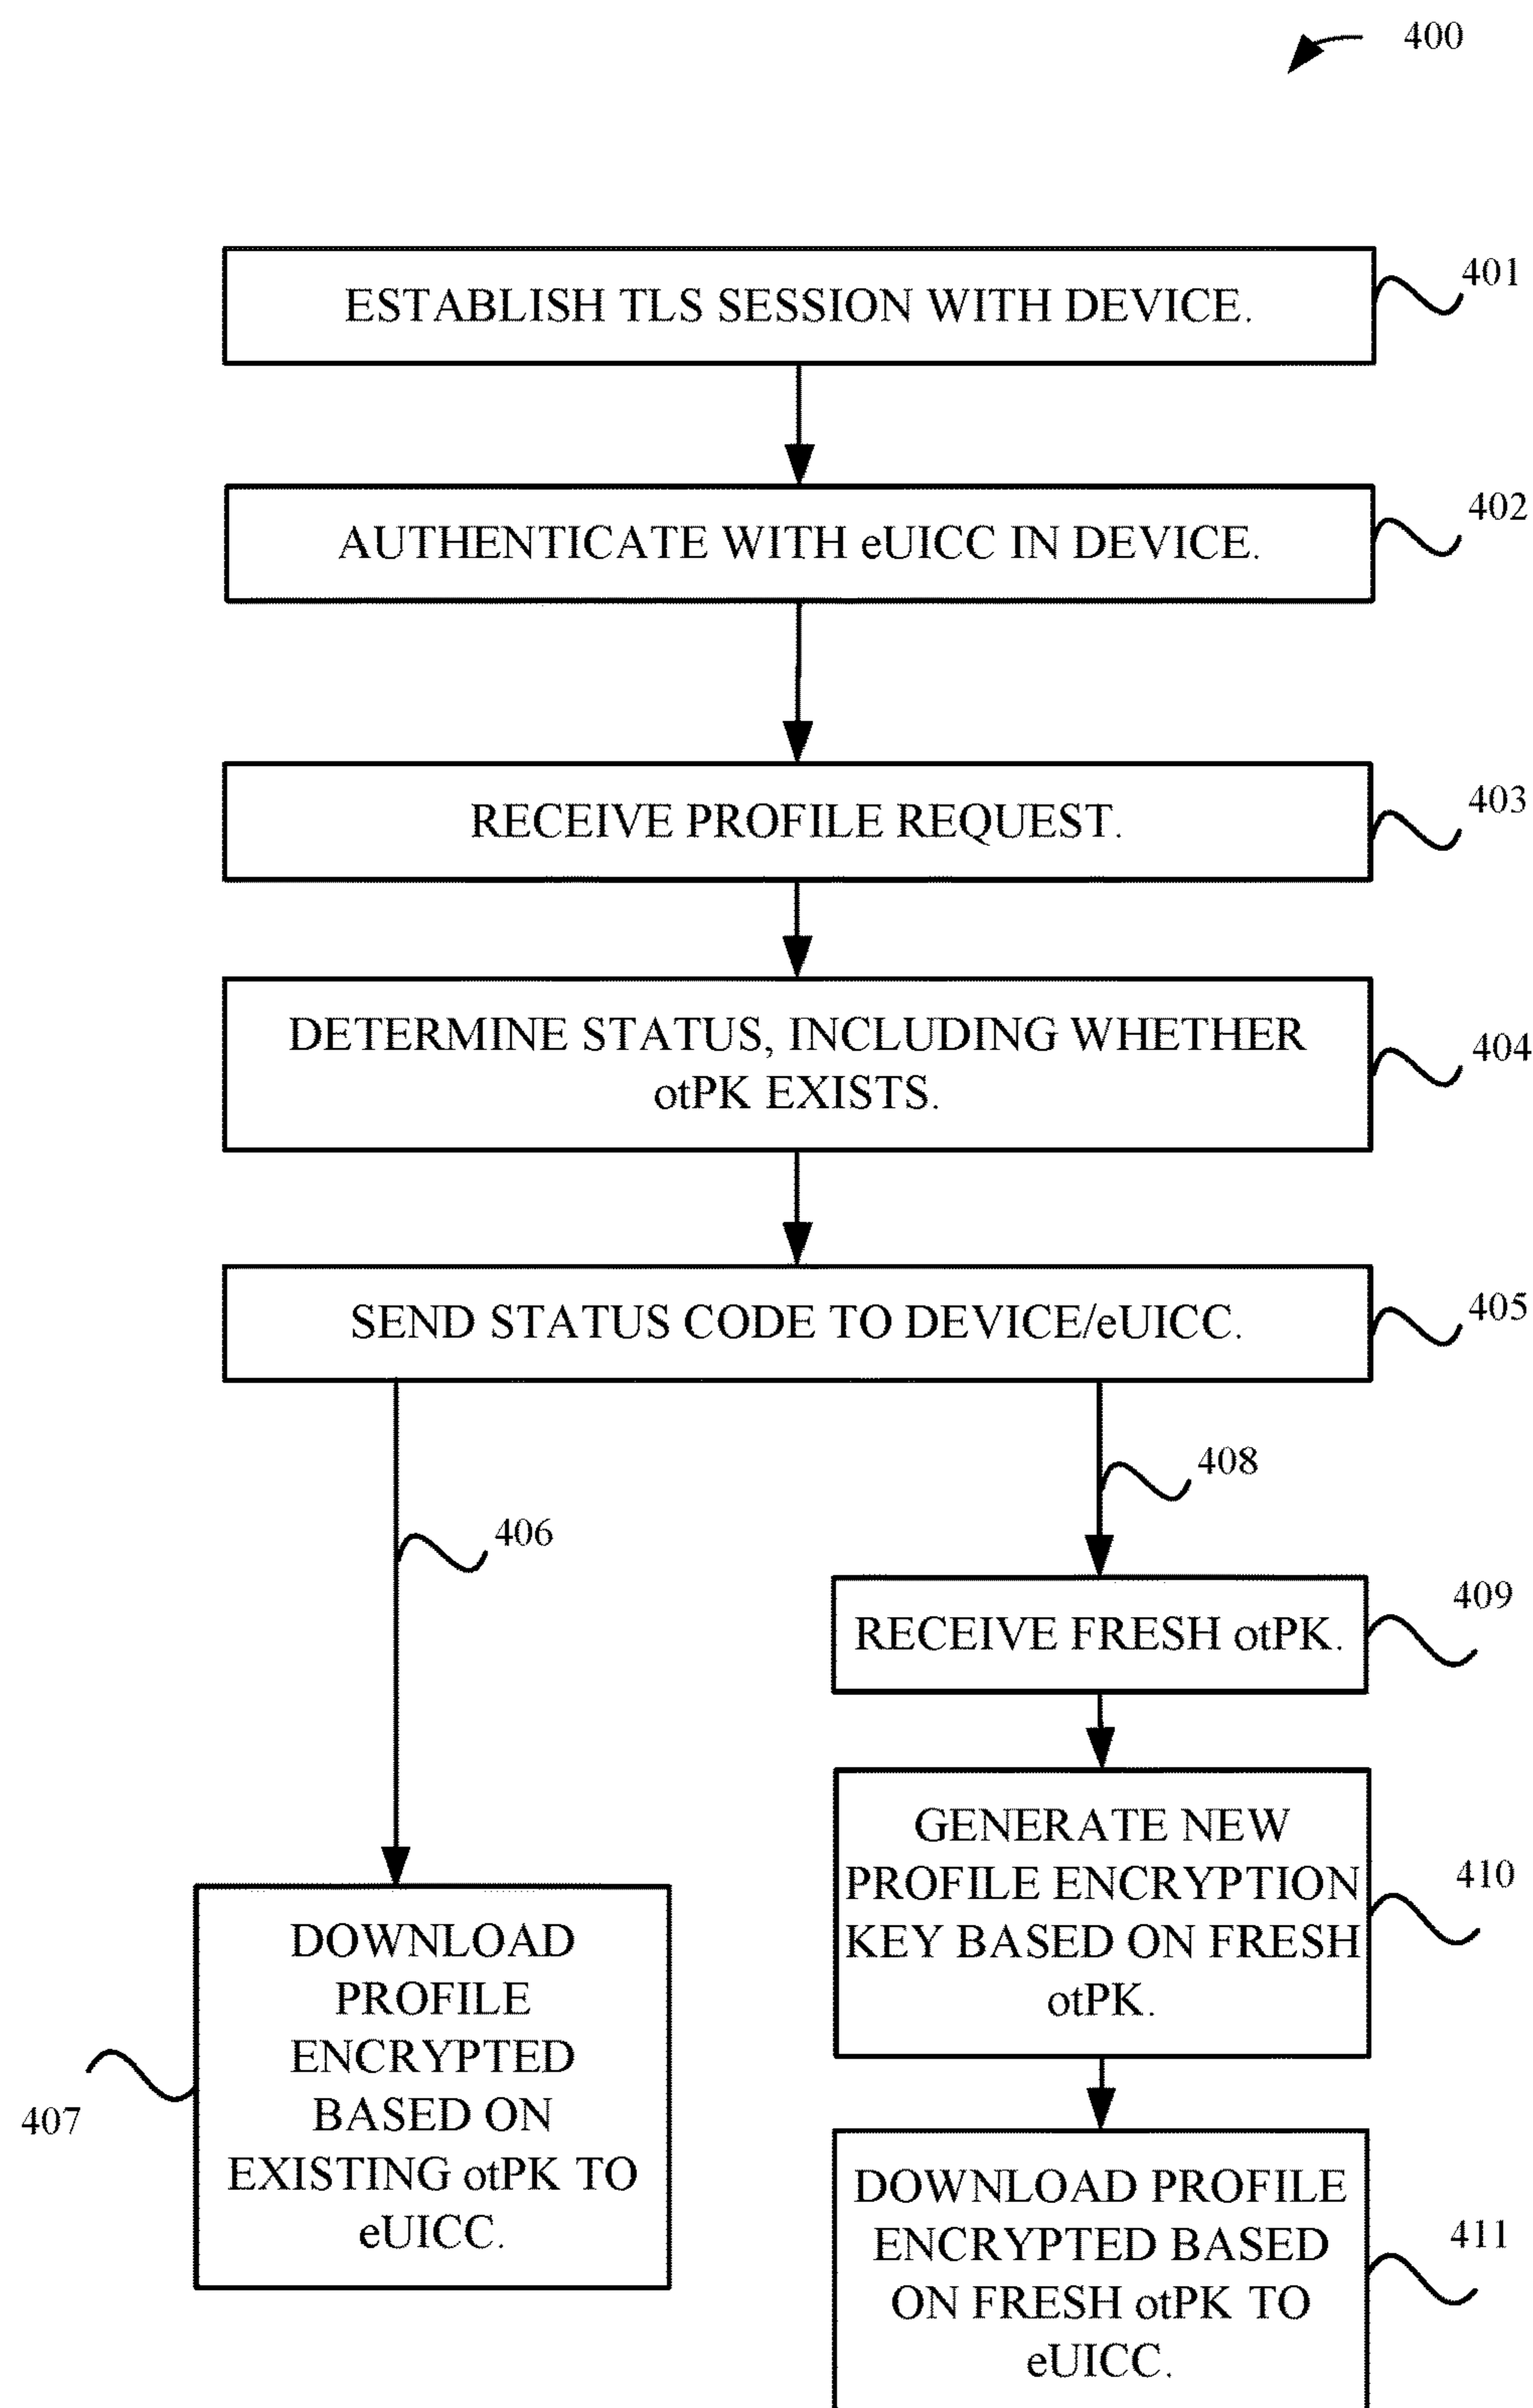 400
ESTABLISH TLS SESSION WITH DEVICE.
401
AUTHENTICATE WITH eUICC IN DEVICE.
402
RECEIVE PROFILE REQUEST.
403
DETERMINE STATUS, INCLUDING WHETHER
otPK EXISTS.
404
SEND STATUS CODE TO DEVICE/eUICC.
405
406
408
RECEIVE FRESH otPK.
409
GENERATE NEW
PROFILE ENCRYPTION
KEY BASED ON FRESH
otPK.
410
DOWNLOAD
PROFILE
ENCRYPTED
BASED ON
EXISTING otPK TO
eUICC.
407
DOWNLOAD PROFILE
ENCRYPTED BASED
ON FRESH otPK TO
eUICC.
411